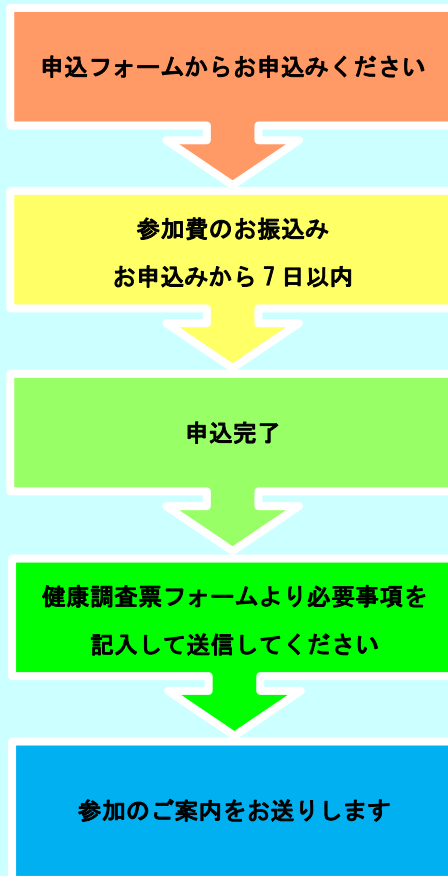 申込フォームからお申込みください
参加費のお振込み
お申込みから７日以内
申込完了
健康調査票フォームより必要事項を
記入して送信してください
参加のご案内をお送りします